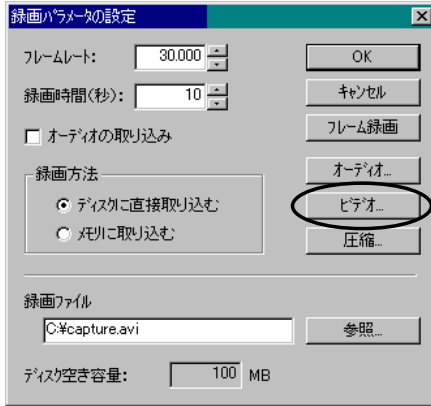 録画パラメータの設定
フレームレート: 30.000
OK
録画時間(秒): 10
キャンセル
フレーム録画
オーディオの取り込み
オーディオ...
録画方法
ディスクに直接取り込む
ビデオ...
メモリに取り込む
圧縮...
録画ファイル
C:¥capture.avi
参照...
ディスク空き容量: 100 MB